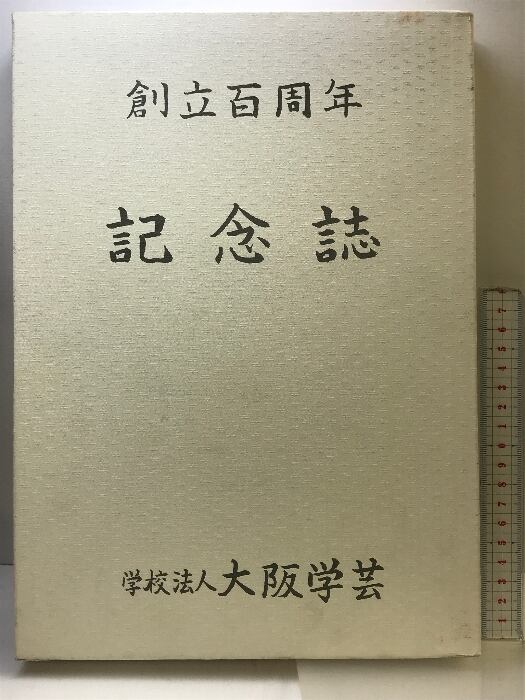 創立百周年
記念誌
学校法人大阪学芸